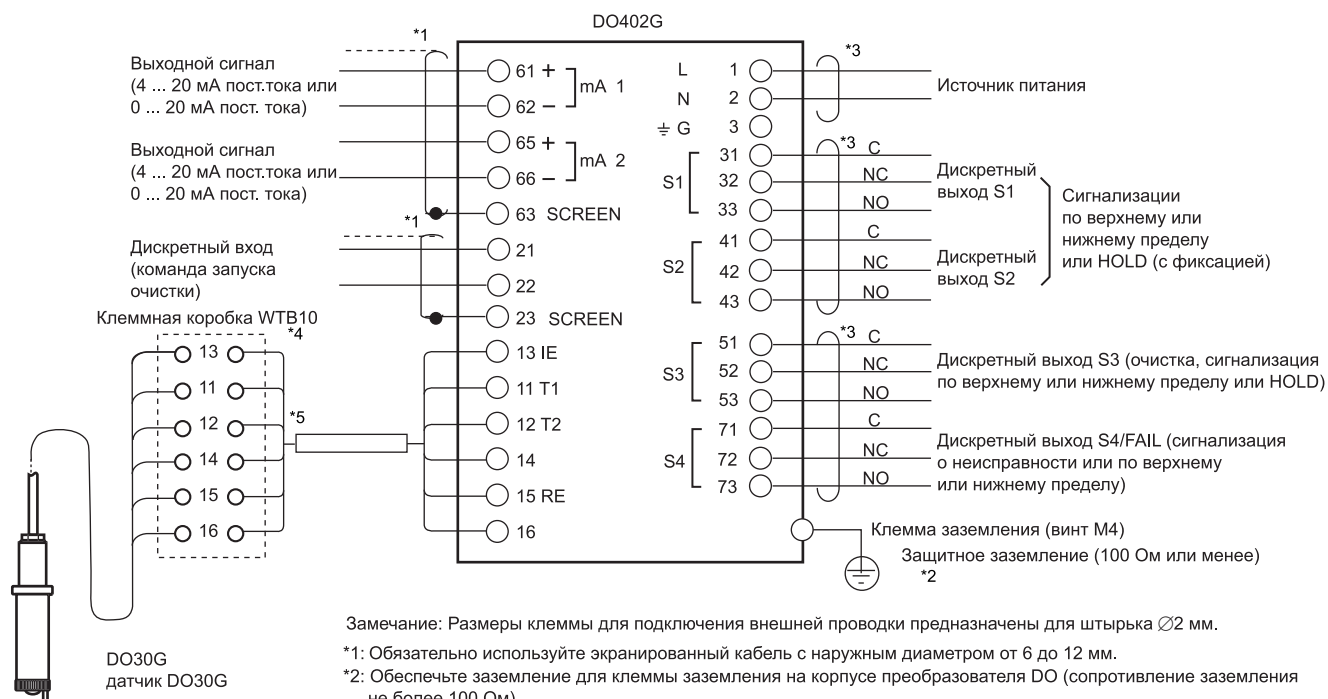 DO402G
*1
Выходной сигнал
(4 ... 20 мА пост.тока или
0 ... 20 мА пост. тока)
Выходной сигнал
(4 ... 20 мА пост.тока или
0 ... 20 мА пост. тока)
*1
Дискретный вход
(команда запуска
очистки)
Клеммная коробка WTB10
*4
13
11
12
14
15
16
*5
DO30G
датчик DO30G
61 +
mA 1
62 −
65 +
mA 2
66 −
63 SCREEN
21
22
23 SCREEN
13 IE
11 T1
12 T2
14
15 RE
16
L 1
N 2
G 3
S1
31
32
33
S2
41
42
43
S3
51
52
53
S4
71
72
73
*3
Источник питания
*3
C
NC
NO
Дискретный
выход S1
C
NC
NO
Дискретный
выход S2
Сигнализации
по верхнему или
нижнему пределу
или HOLD (с фиксацией)
*3
C
NC
NO
Дискретный выход S3 (очистка, сигнализация
по верхнему или нижнему пределу или HOLD)
C
NC
NO
Дискретный выход S4/FAIL (сигнализация
о неисправности или по верхнему
или нижнему пределу)
Клемма заземления (винт М4)
Защитное заземление (100 Ом или менее)
*2
Замечание: Размеры клеммы для подключения внешней проводки предназначены для штырька ∅2 мм.
*1: Обязательно используйте экранированный кабель с наружным диаметром от 6 до 12 мм.
*2: Обеспечьте заземление для клеммы заземления на корпусе преобразователя DO (сопротивление заземления
не более 100 Ом)